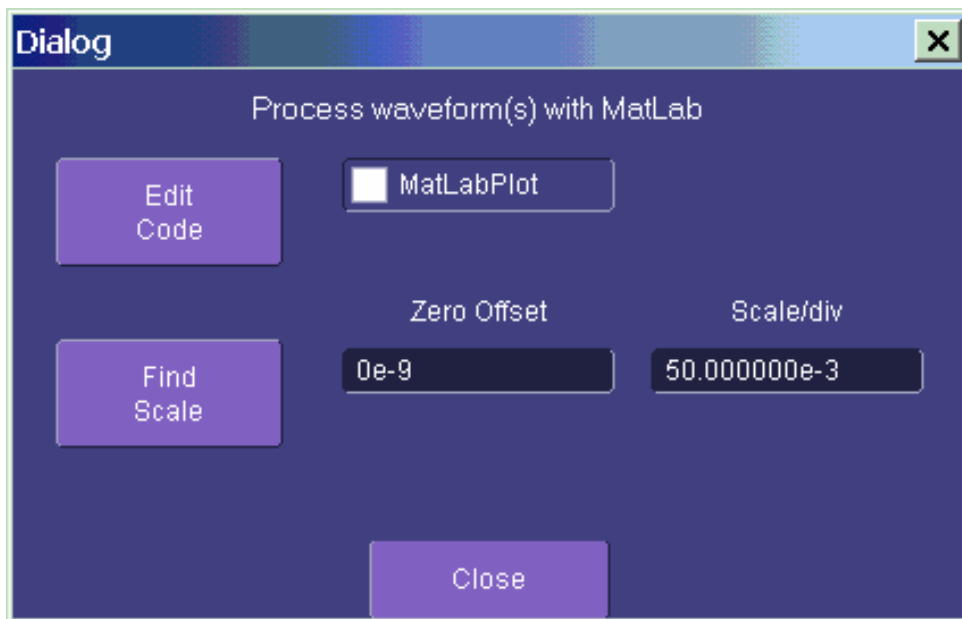 Dialog
Process waveform(s) with MatLab
Edit
Code
MatLabPlot
Zero Offset
Scale/div
Find
Scale
0e-9
50.000000e-3
Close